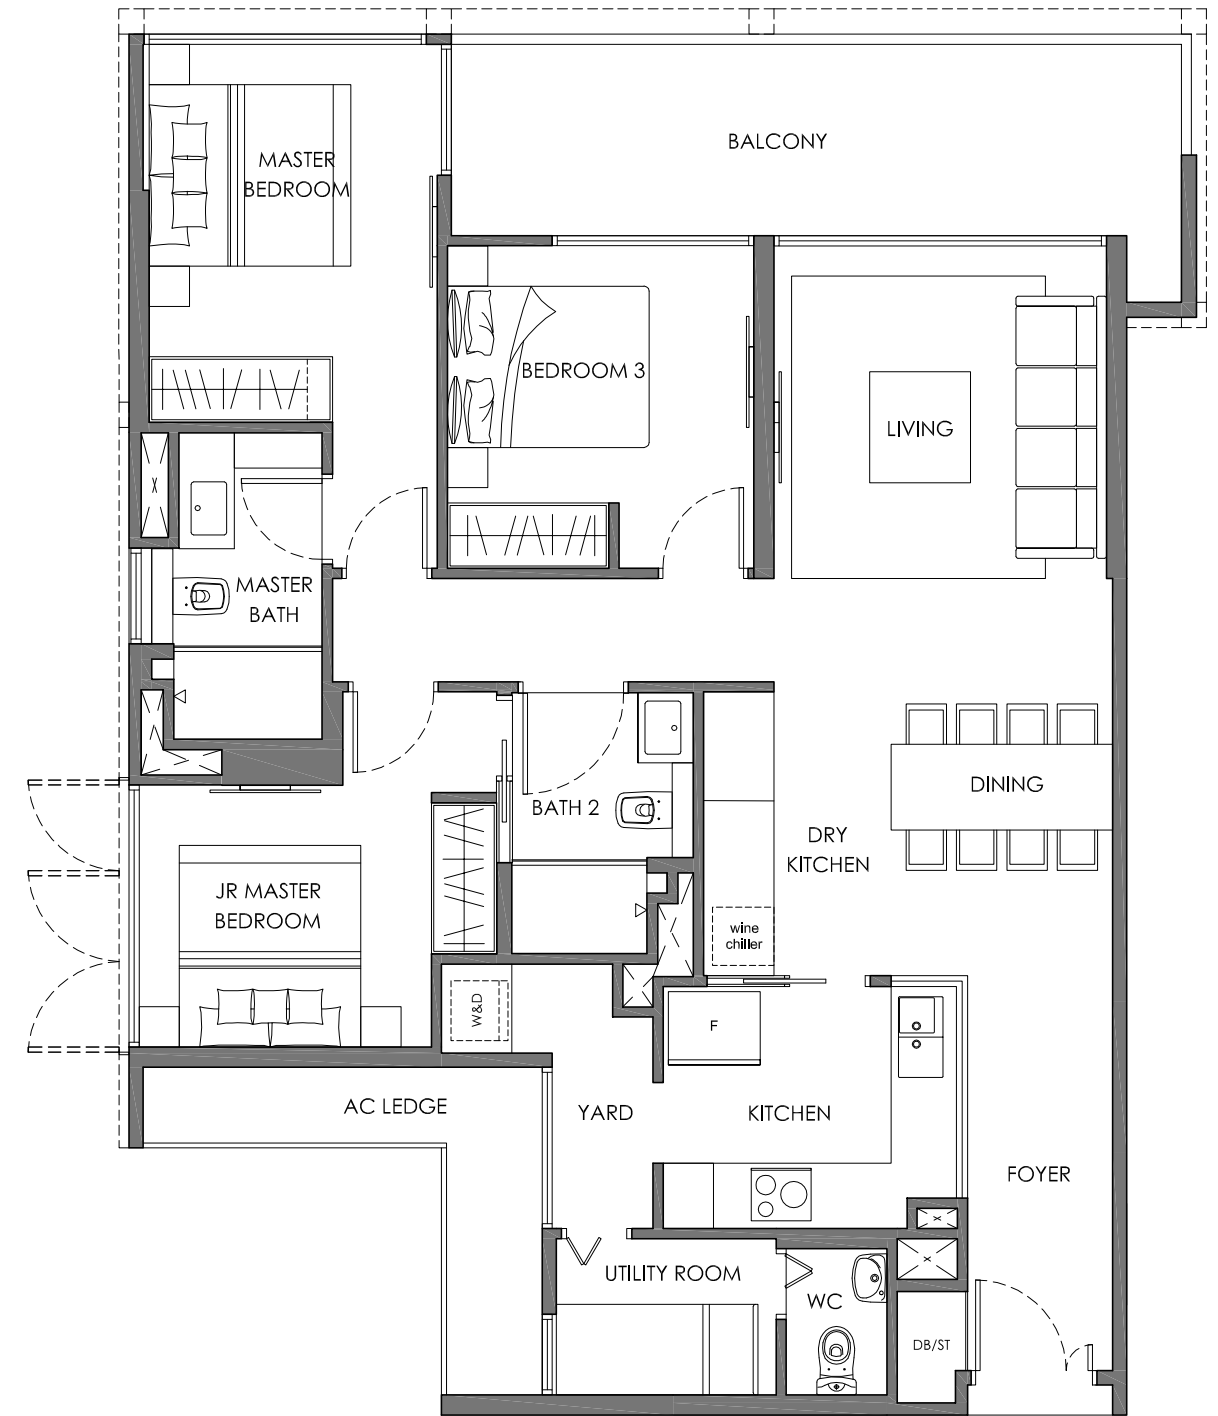 BALCONY
MASTER
BEDROOM
BEDROOM 3
LIVING
MASTER
BATH
DINING
BATH 2
DRY
KITCHEN
JR MASTER
BEDROOM
wine
chiller
W&D
F
AC LEDGE
YARD
KITCHEN
FOYER
UTILITY ROOM
WC
DB/ST